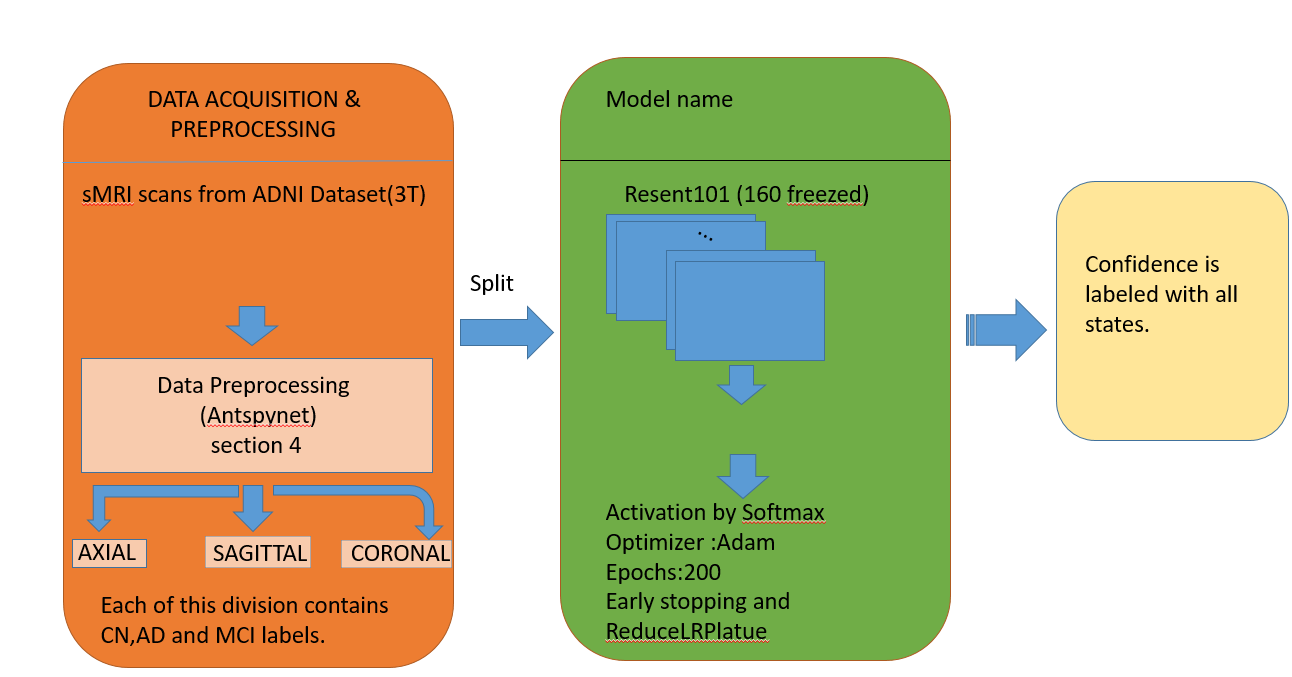 DATA ACQUISITION &
PREPROCESSING
sMRI scans from ADNI Dataset(3T)
Data Preprocessing
(Antspynet)
section 4
AXIAL
SAGITTAL
CORONAL
Each of this division contains
CN,AD and MCI labels.
Split
Model name
Resent101 (160 freezed)
Activation by Softmax
Optimizer :Adam
Epochs:200
Early stopping and
ReduceLRPlatue
Confidence is
labeled with all
states.